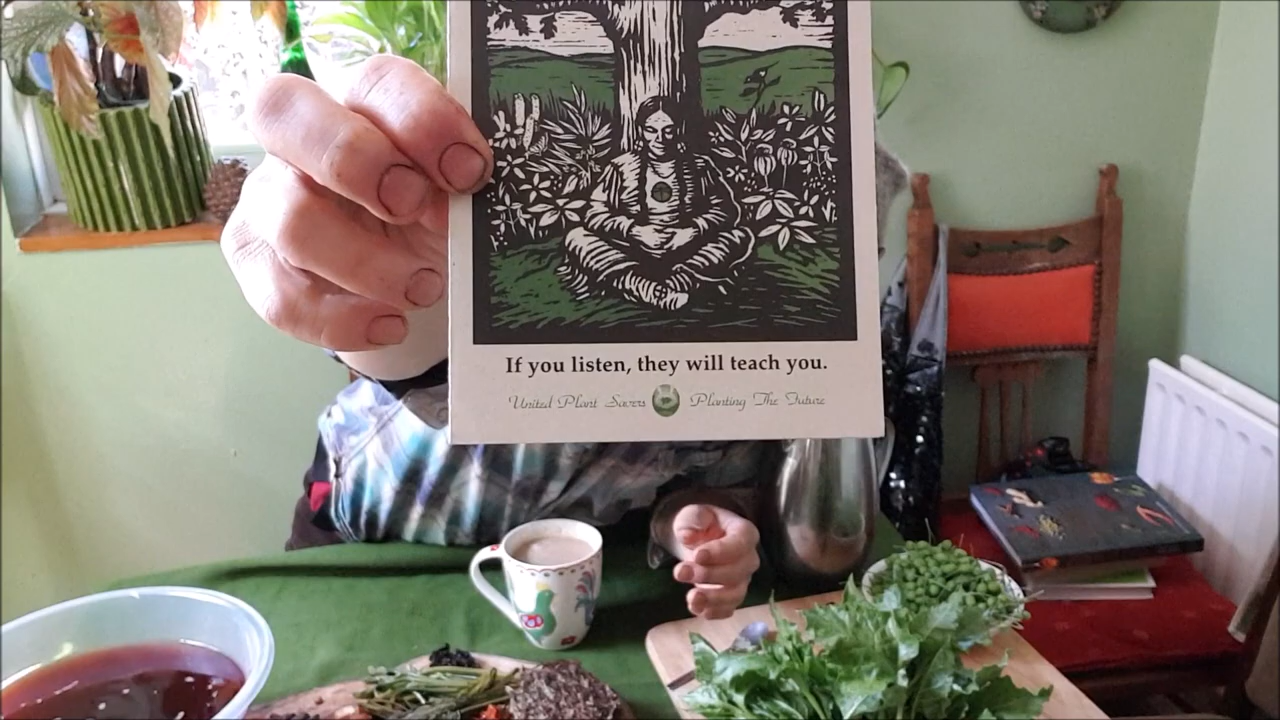 If you listen, they will teach you.
United Plant Savers Planting The Future